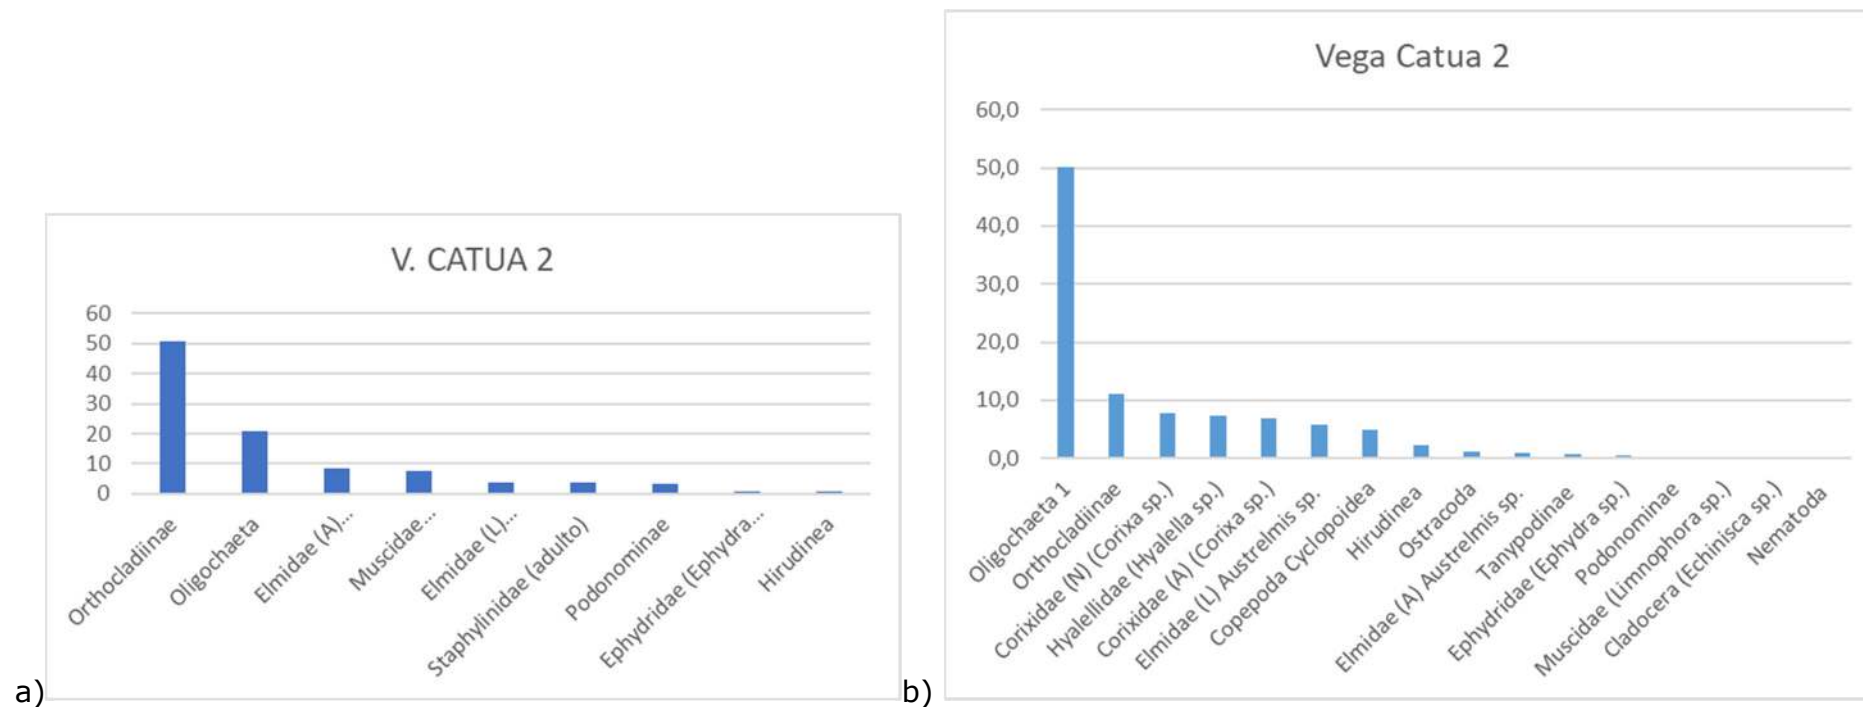 V. CATUA 2
60
50
40
30
20
10
0
Orthocladiinae
Oligochaeta
Elmidae (A)...
Muscidae...
Elmidae (L)...
Staphylinidae (adulto)
Podonominae
Ephydridae (Ephydra...
Hirudinea
a)
Vega Catua 2
60,0
50,0
40,0
30,0
20,0
10,0
0,0
Oligochaeta 1
Orthocladiinae
Corixidae (N) (Corixa sp.)
Hyalellidae (Hyalella sp.)
Corixidae (A) (Corixa sp.)
Elmidae (L) Austrelmis sp.
Copepoda Cyclopoidea
Hirudinea
Ostracoda
Elmidae (A) Austrelmis sp.
Tanypodinae
Ephydridae (Ephydra sp.)
Podonominae
Muscidae (Limnophora sp.)
Cladocera (Echinisca sp.)
Nematoda
b)